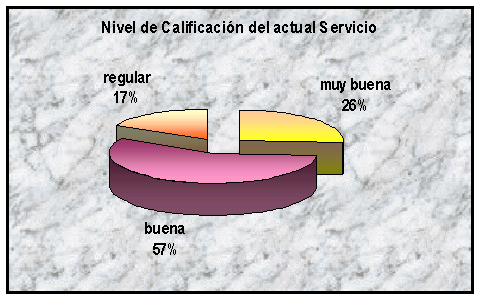 Nivel de Calificación del actual Servicio
regular
17%
muy buena
26%
buena
57%